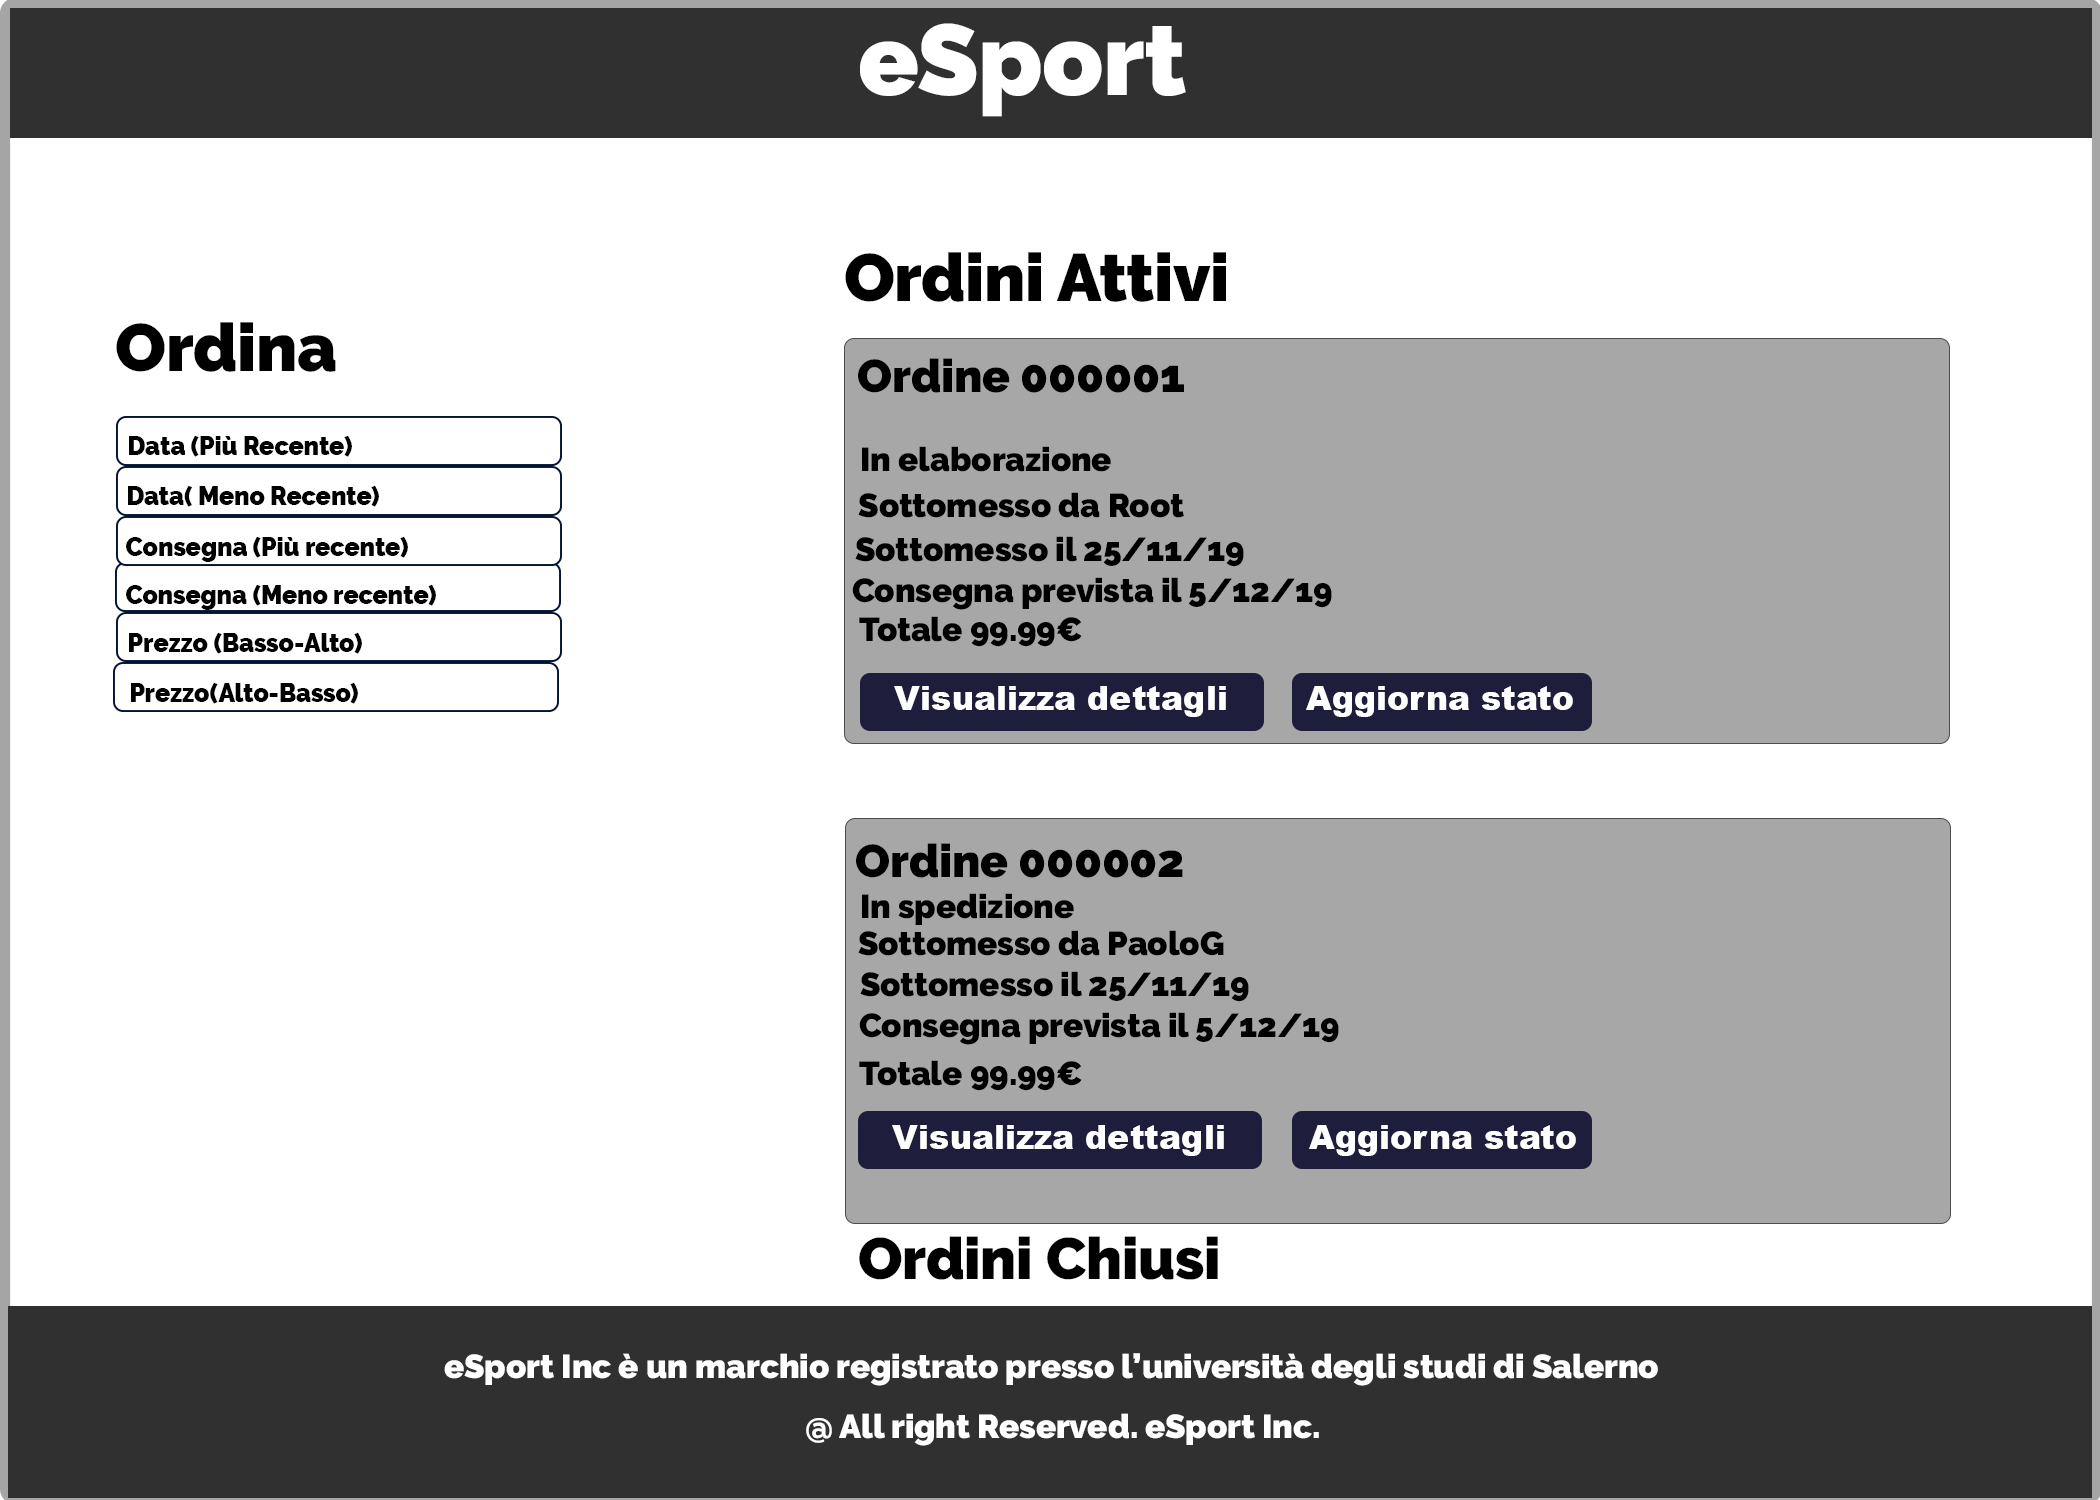 eSport
Ordina
Data (Più Recente)
Data( Meno Recente)
Consegna (Più recente)
Consegna (Meno recente)
Prezzo (Basso-Alto)
Prezzo(Alto-Basso)
Ordini Attivi
Ordine 000001
In elaborazione
Sottomesso da Root
Sottomesso il 25/11/19
Consegna prevista il 5/12/19
Totale 99.99€
Visualizza dettagli Aggiorna stato
Ordine 000002
In spedizione
Sottomesso da PaoloG
Sottomesso il 25/11/19
Consegna prevista il 5/12/19
Totale 99.99€
Visualizza dettagli Aggiorna stato
Ordini Chiusi
eSport Inc è un marchio registrato presso l’università degli studi di Salerno
@ All right Reserved. eSport Inc.